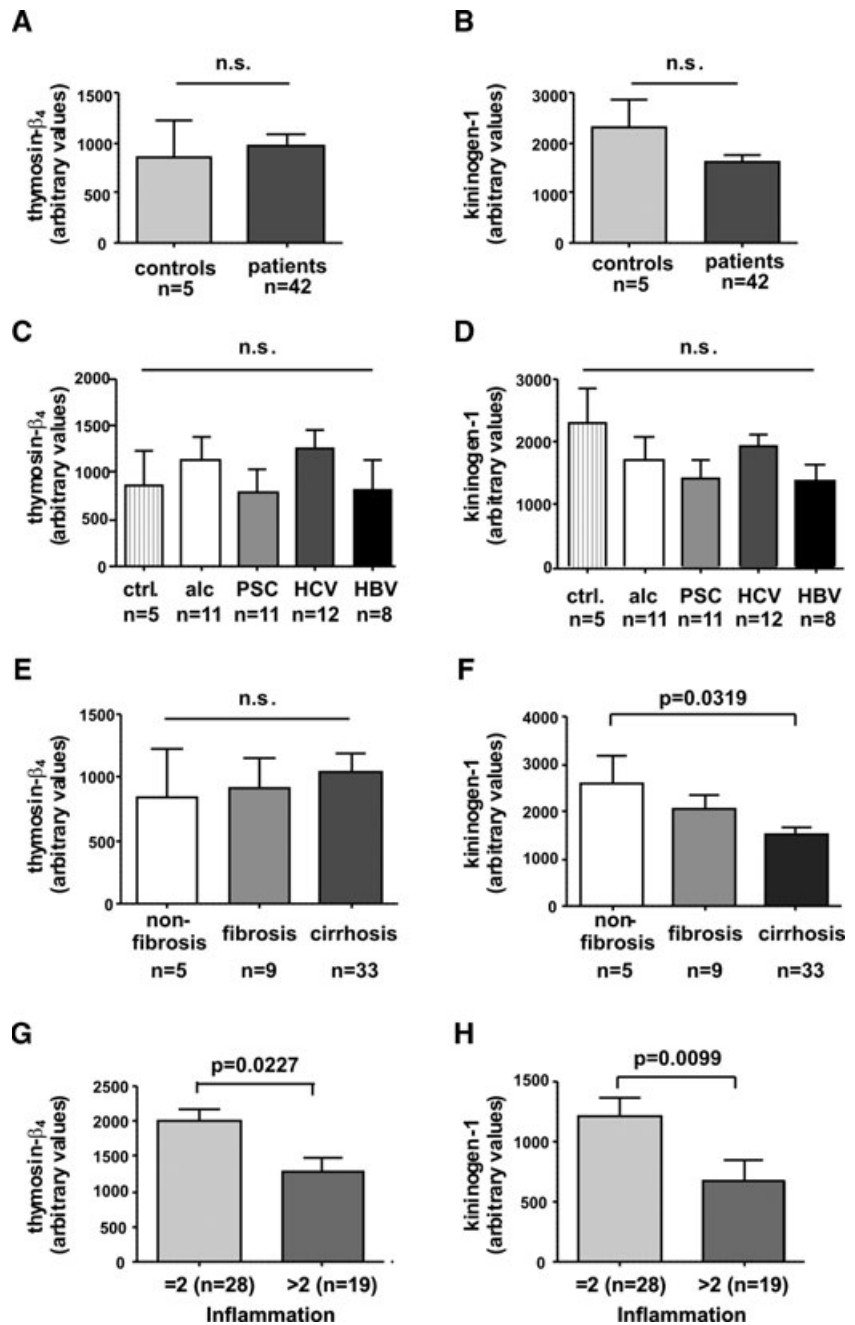 A
n.s.
thymosin-β4
(arbitrary values)
1500
1000
500
0
controls
n=5
patients
n=42
B
n.s.
kininogen-1
(arbitrary values)
3000
2000
1000
0
controls
n=5
patients
n=42
C
n.s.
thymosin-β4
(arbitrary values)
2000
1500
1000
500
0
ctrl. alc PSC HCV HBV
n=5 n=11 n=11 n=12 n=8
D
n.s.
kininogen-1
(arbitrary values)
3000
2000
1000
0
ctrl. alc PSC HCV HBV
n=5 n=11 n=11 n=12 n=8
E
n.s.
thymosin-β4
(arbitrary values)
1500
1000
500
0
non-
fibrosis fibrosis cirrhosis
n=5 n=9 n=33
F
p=0.0319
kininogen-1
(arbitrary values)
4000
3000
2000
1000
0
non-
fibrosis fibrosis cirrhosis
n=5 n=9 n=33
G
p=0.0227
thymosin-β4
(arbitrary values)
2500
2000
1500
1000
500
0
=2 (n=28) >2 (n=19)
Inflammation
H
p=0.0099
kininogen-1
(arbitrary values)
1500
1000
500
0
=2 (n=28) >2 (n=19)
Inflammation